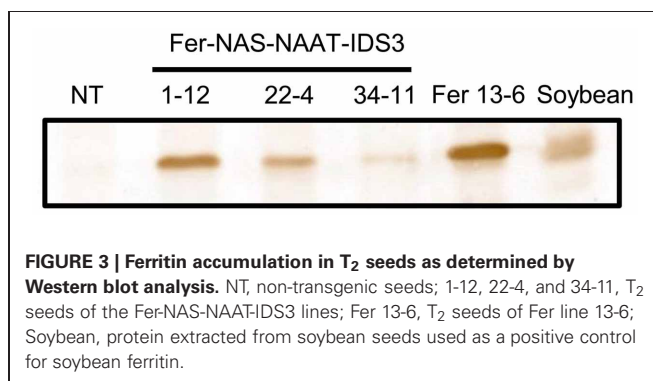 Fer-NAS-NAAT-IDS3
NT 1-12 22-4 34-11 Fer 13-6 Soybean
FIGURE 3 | Ferritin accumulation in T₂ seeds as determined by
Western blot analysis. NT, non-transgenic seeds; 1-12, 22-4, and 34-11, T₂
seeds of the Fer-NAS-NAAT-IDS3 lines; Fer 13-6, T₂ seeds of Fer line 13-6;
Soybean, protein extracted from soybean seeds used as a positive control
for soybean ferritin.